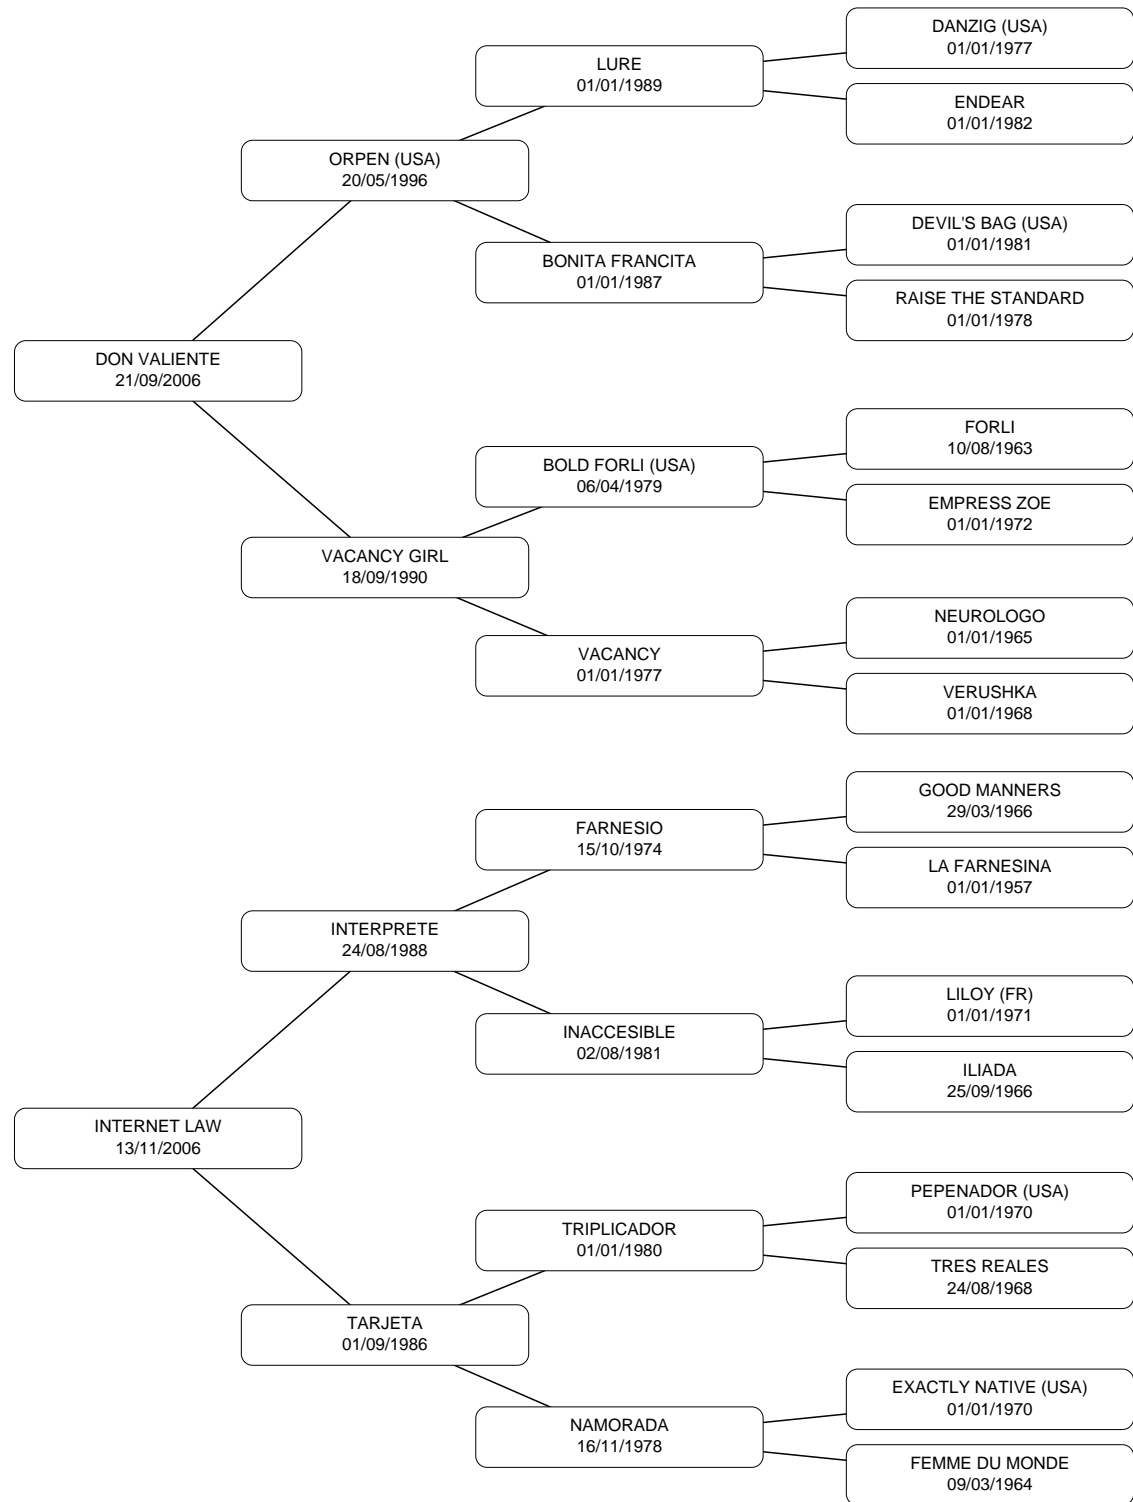 DANZIG (USA)
01/01/1977
LURE
01/01/1989
ENDEAR
01/01/1982
ORPEN (USA)
20/05/1996
DEVIL'S BAG (USA)
01/01/1981
BONITA FRANCITA
01/01/1987
RAISE THE STANDARD
01/01/1978
DON VALIENTE
21/09/2006
FORLI
10/08/1963
BOLD FORLI (USA)
06/04/1979
EMPRESS ZOE
01/01/1972
VACANCY GIRL
18/09/1990
NEUROLOGO
01/01/1965
VACANCY
01/01/1977
VERUSHKA
01/01/1968
GOOD MANNERS
29/03/1966
FARNESIO
15/10/1974
LA FARNESINA
01/01/1957
INTERPRETE
24/08/1988
LILOY (FR)
01/01/1971
INACCESIBLE
02/08/1981
ILIADA
25/09/1966
INTERNET LAW
13/11/2006
PEPENADOR (USA)
01/01/1970
TRIPLICADOR
01/01/1980
TRES REALES
24/08/1968
TARJETA
01/09/1986
EXACTLY NATIVE (USA)
01/01/1970
NAMORADA
16/11/1978
FEMME DU MONDE
09/03/1964